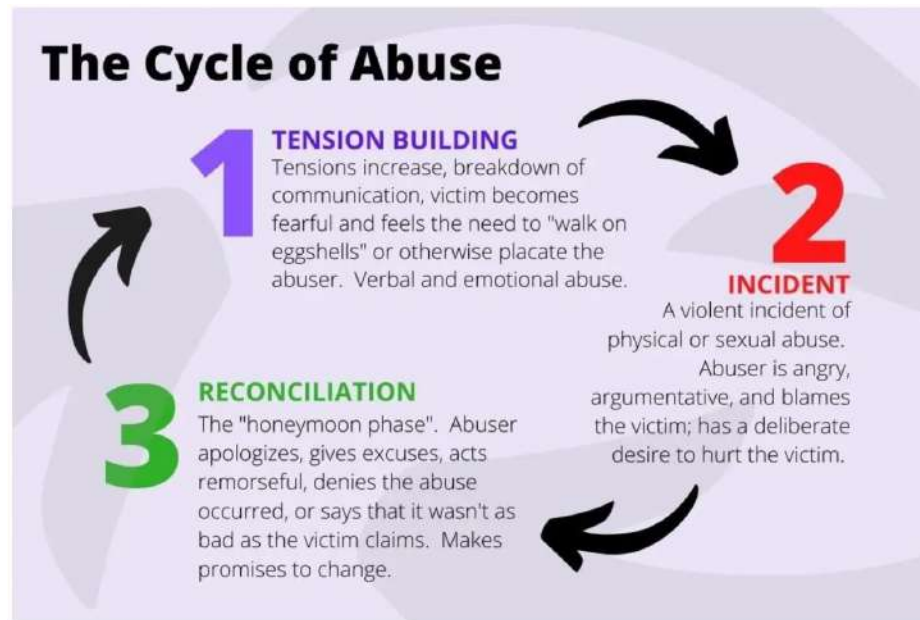 The Cycle of Abuse
1
TENSION BUILDING
Tensions increase, breakdown of
communication, victim becomes
fearful and feels the need to "walk on
eggshells" or otherwise placate the
abuser. Verbal and emotional abuse.
2
INCIDENT
A violent incident of
physical or sexual abuse.
Abuser is angry,
argumentative, and blames
the victim; has a deliberate
desire to hurt the victim.
3
RECONCILIATION
The "honeymoon phase". Abuser
apologizes, gives excuses, acts
remorseful, denies the abuse
occurred, or says that it wasn't as
bad as the victim claims. Makes
promises to change.